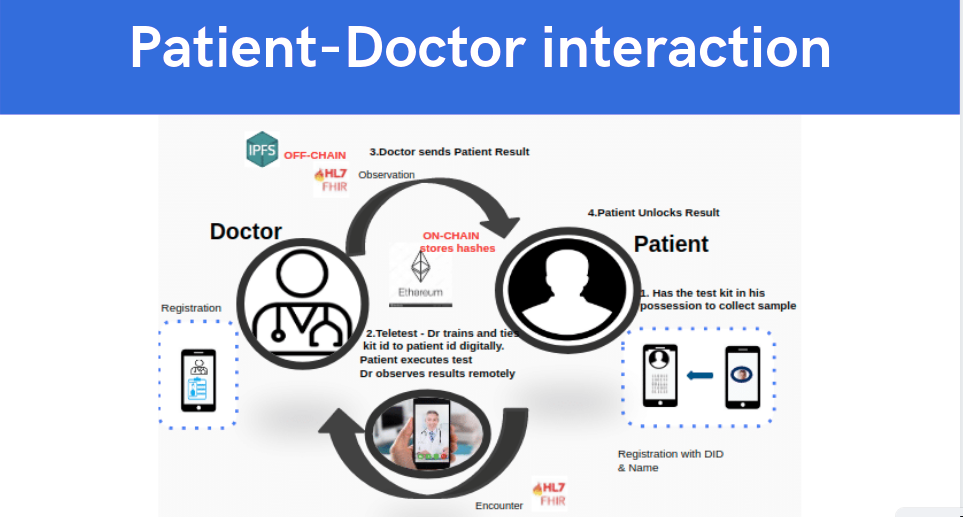 Patient-Doctor interaction
IPFS
OFF-CHAIN
3.Doctor sends Patient Result
HL7
FHIR
Observation
4.Patient Unlocks Result
Doctor
ON-CHAIN
stores hashes
Patient
Ethereum
1. Has the test kit in his
possession to collect sample
Registration
2.Teletest - Dr trains and ties
kit id to patient id digitally.
Patient executes test
Dr observes results remotely
Registration with DID
& Name
Encounter
HL7
FHIR